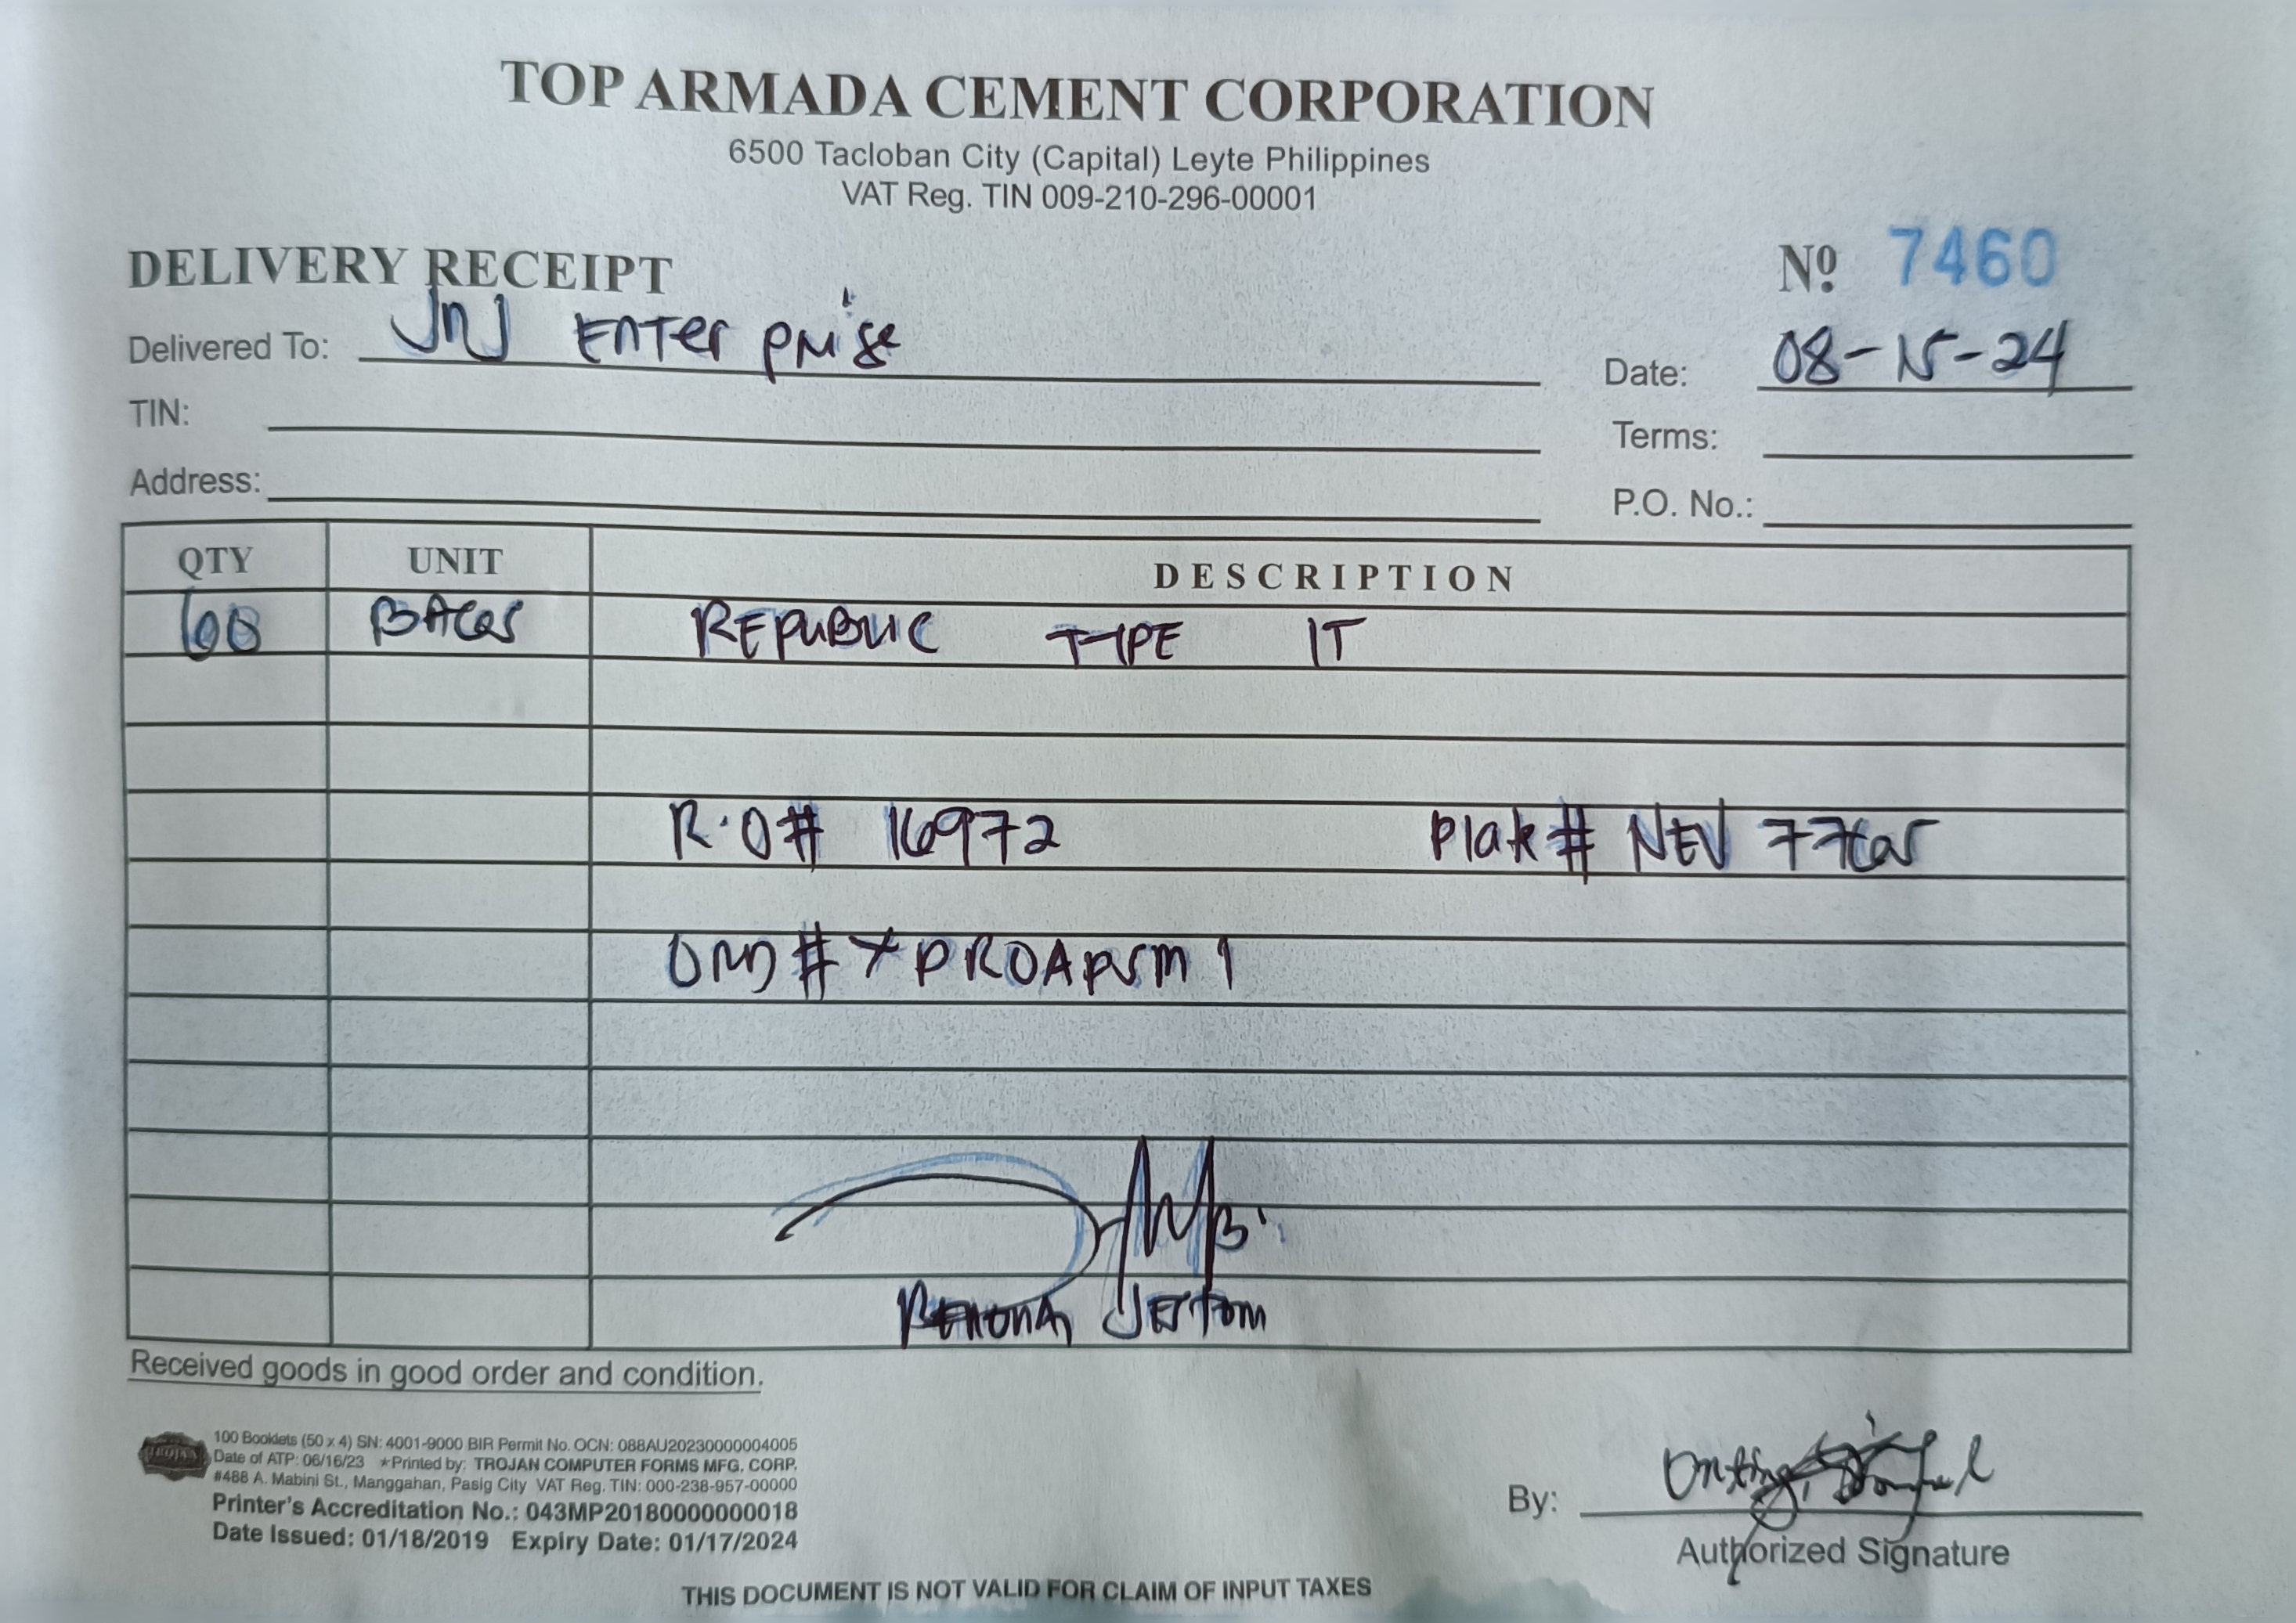 TOP ARMADA CEMENT CORPORATION
6500 Tacloban City (Capital) Leyte Philippines
VAT Reg. TIN 009-210-296-00001
DELIVERY RECEIPT
Nº 7460
Delivered To: JNJ Enterprise
Date: 08-15-24
TIN:
Terms:
Address:
P.O. No.:
QTY UNIT DESCRIPTION
60 BAGS REPUBLIC TYPE 1T
R.O# 16972 Plate# NEV
#
Received goods in good order and condition.
100 Booklets (50 x 4) SN: 4001-9000 BIR Permit No. OCN: 088AU20230000004005
Date of ATP: 06/16/23 ★Printed by: TROJAN COMPUTER FORMS MFG. CORP.
#488 A. Mabini St., Manggahan, Pasig City VAT Reg. TIN: 000-238-957-00000
Printer's Accreditation No.: 043MP20180000000018
Date Issued: 01/18/2019 Expiry Date: 01/17/2024
By:
Authorized Signature
THIS DOCUMENT IS NOT VALID FOR CLAIM OF INPUT TAXES